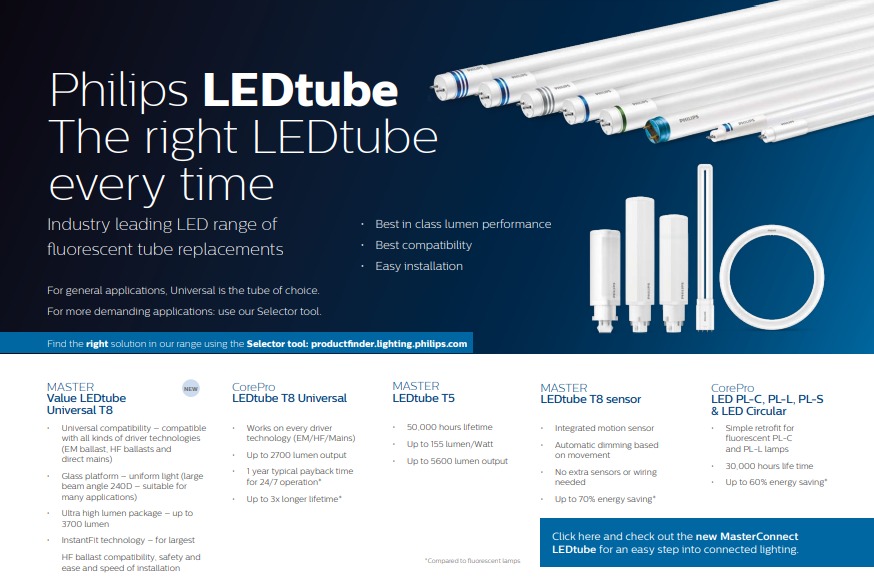 Philips LEDtube
The right LEDtube
every time
Industry leading LED range of
fluorescent tube replacements
For general applications, Universal is the tube of choice.
For more demanding applications: use our Selector tool.
· Best in class lumen performance
· Best compatibility
· Easy installation
Find the right solution in our range using the Selector tool: productfinder.lighting.philips.com
MASTER
Value LEDtube
Universal T8
NEW
· Universal compatibility – compatible
with all kinds of driver technologies
(EM ballast, HF ballasts and
direct mains)
· Glass platform – uniform light (large
beam angle 240D – suitable for
many applications)
· Ultra high lumen package – up to
3700 lumen
· InstantFit technology – for largest
HF ballast compatibility, safety and
ease and speed of installation
CorePro
LEDtube T8 Universal
· Works on every driver
technology (EM/HF/Mains)
· Up to 2700 lumen output
· 1 year typical payback time
for 24/7 operation*
· Up to 3x longer lifetime*
MASTER
LEDtube T5
· 50,000 hours lifetime
· Up to 155 lumen/Watt
· Up to 5600 lumen output
*Compared to fluorescent lamps
MASTER
LEDtube T8 sensor
· Integrated motion sensor
· Automatic dimming based
on movement
· No extra sensors or wiring
needed
· Up to 70% energy saving*
CorePro
LED PL-C, PL-L, PL-S
& LED Circular
· Simple retrofit for
fluorescent PL-C
and PL-L lamps
· 30,000 hours life time
· Up to 60% energy saving*
Click here and check out the new MasterConnect
LEDtube for an easy step into connected lighting.